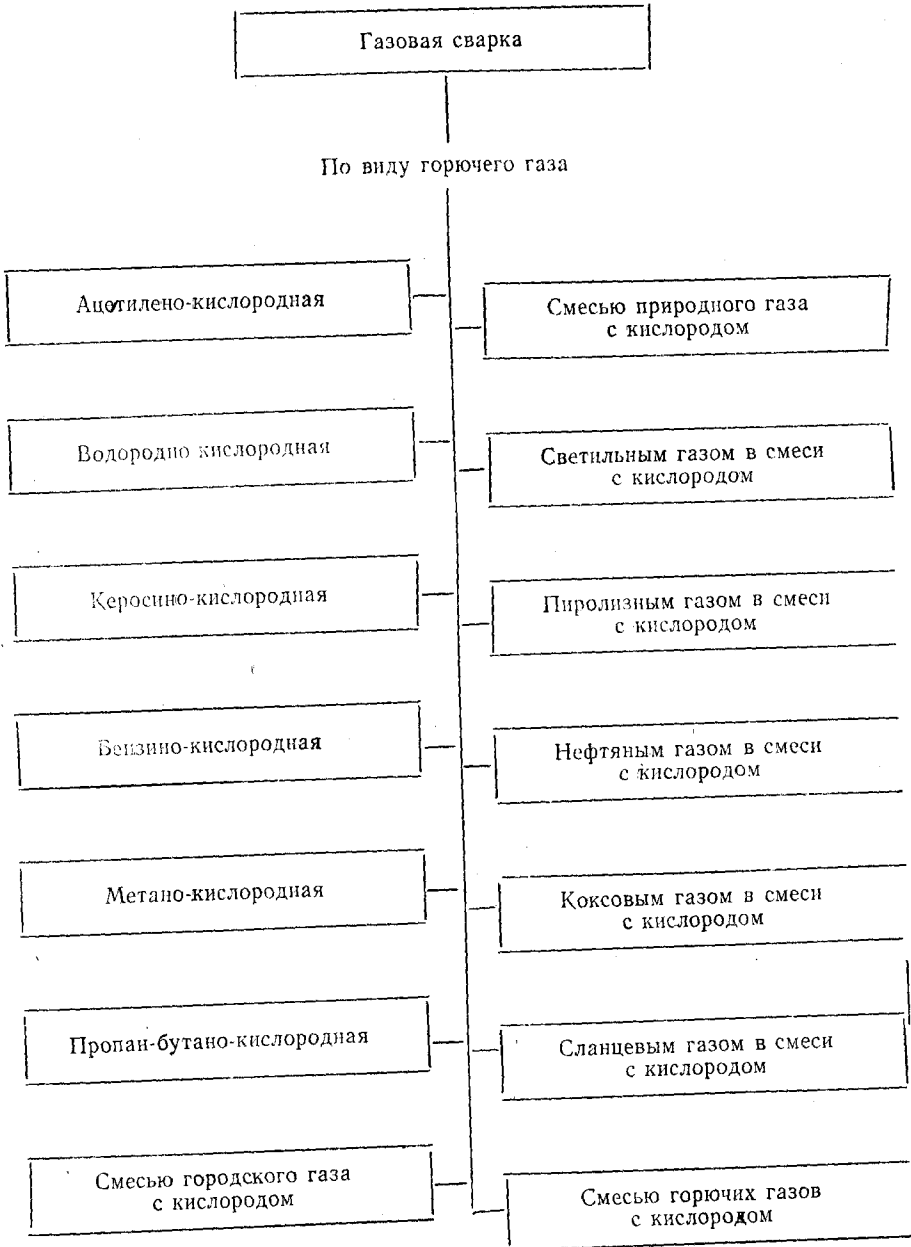 Газовая сварка
По виду горючего газа
Ацетилено-кислородная
Водородно кислородная
Керосино-кислородная
Бензино-кислородная
Метано-кислородная
Пропан-бутано-кислородная
Смесью городского газа
с кислородом
Смесью природного газа
с кислородом
Светильным газом в смеси
с кислородом
Пиролизным газом в смеси
с кислородом
Нефтяным газом в смеси
с кислородом
Коксовым газом в смеси
с кислородом
Сланцевым газом в смеси
с кислородом
Смесью горючих газов
с кислородом